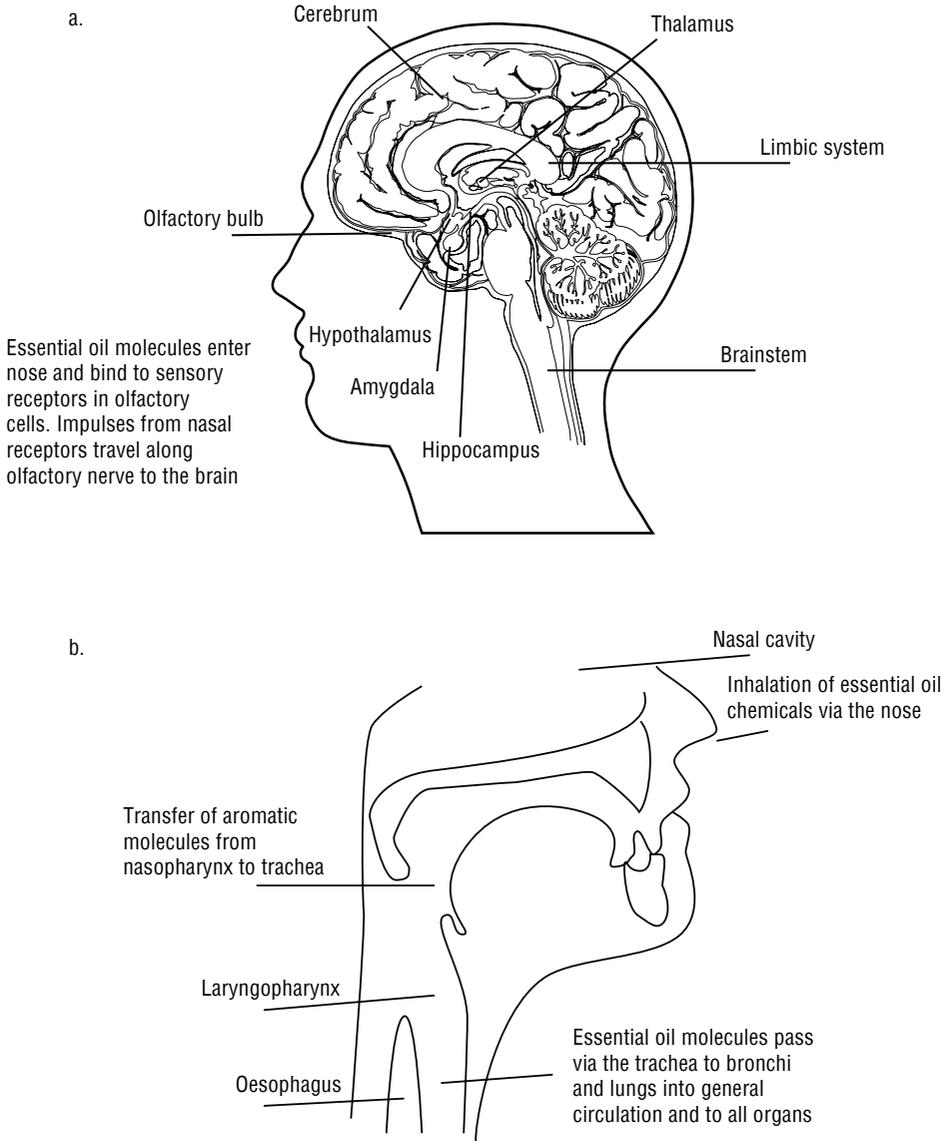 a.
Cerebrum
Thalamus
Limbic system
Olfactory bulb
Hypothalamus
Essential oil molecules enter
nose and bind to sensory
receptors in olfactory
cells. Impulses from nasal
receptors travel along
olfactory nerve to the brain
Brainstem
Amygdala
Hippocampus
b.
Nasal cavity
Inhalation of essential oil
chemicals via the nose
Transfer of aromatic
molecules from
nasopharynx to trachea
Laryngopharynx
Essential oil molecules pass
via the trachea to bronchi
and lungs into general
circulation and to all organs
Oesophagus